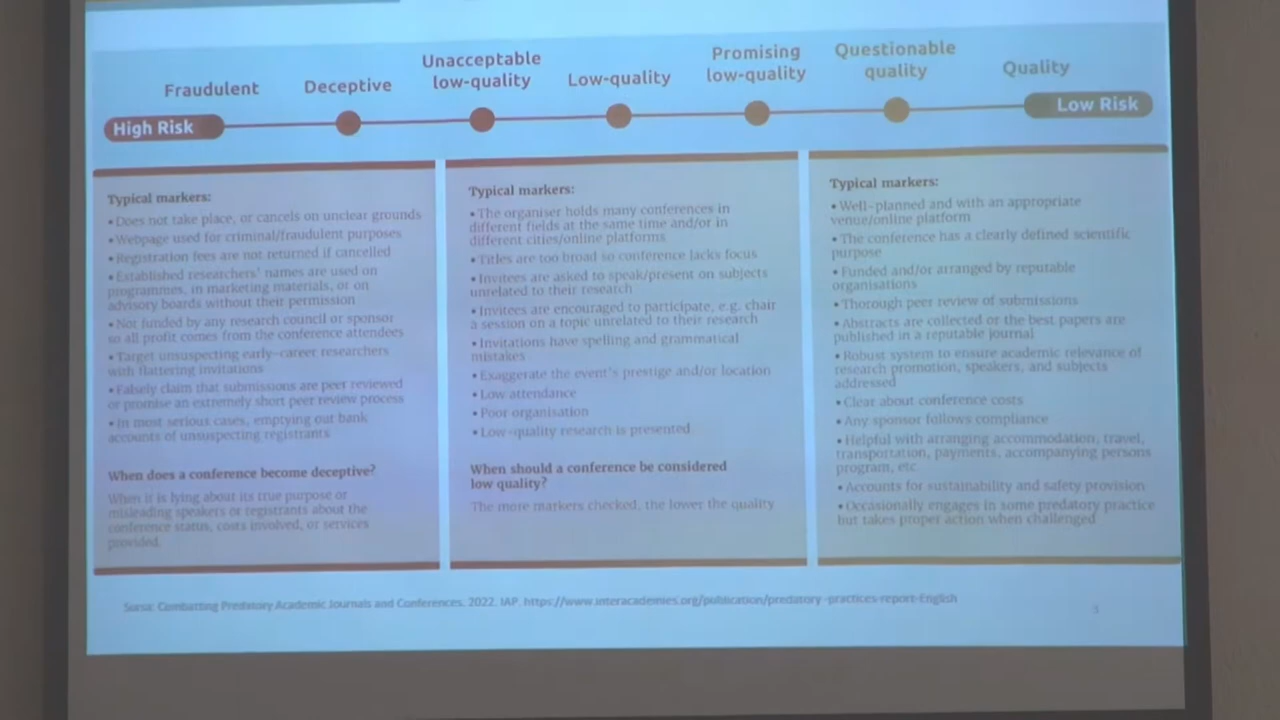 Fraudulent
Deceptive
Unacceptable
low-quality
Low-quality
Promising
low-quality
Questionable
quality
Quality
High Risk
Low Risk
Typical markers:
• Does not take place, or cancels on unclear grounds
• Webpage used for criminal/fraudulent purposes
• Registration fees are not returned if cancelled
• Established researchers' names are used on
programmes, in marketing materials, or on
advisory boards without their permission
• Not funded by any research council or sponsor
so all profit comes from the conference attendees
• Target unsuspecting early-career researchers
with flattering invitations
• Falsely claim that submissions are peer reviewed
or promise an extremely short peer review process
• In most serious cases, emptying out bank
accounts of unsuspecting registrants
When does a conference become deceptive?
When it is lying about its true purpose or
misleading speakers or registrants about the
conference status, costs involved, or services
provided.
Typical markers:
• The organiser holds many conferences in
different fields at the same time and/or in
different cities/online platforms
• Titles are too broad so conference lacks focus
• Invitees are asked to speak/present on subjects
unrelated to their research
• Invitees are encouraged to participate, e.g. chair
a session on a topic unrelated to their research
• Invitations have spelling and grammatical
mistakes
• Exaggerate the event's prestige and/or location
• Low attendance
• Poor organisation
• Low-quality research is presented
When should a conference be considered
low quality?
The more markers checked, the lower the quality
Typical markers:
• Well-planned and with an appropriate
venue/online platform
• The conference has a clearly defined scientific
purpose
• Funded and/or arranged by reputable
organisations
• Thorough peer review of submissions
• Abstracts are collected or the best papers are
published in a reputable journal
• Robust system to ensure academic relevance of
research promotion, speakers, and subjects
addressed
• Clear about conference costs
• Any sponsor follows compliance
• Helpful with arranging accommodation, travel,
transportation, payments, accompanying persons
program, etc
• Accounts for sustainability and safety provision
• Occasionally engages in some predatory practice
but takes proper action when challenged
Sursa: Combatting Predatory Academic Journals and Conferences. 2022. IAP https://www.interacademies.org/publication/predatory -practices-report-English
3